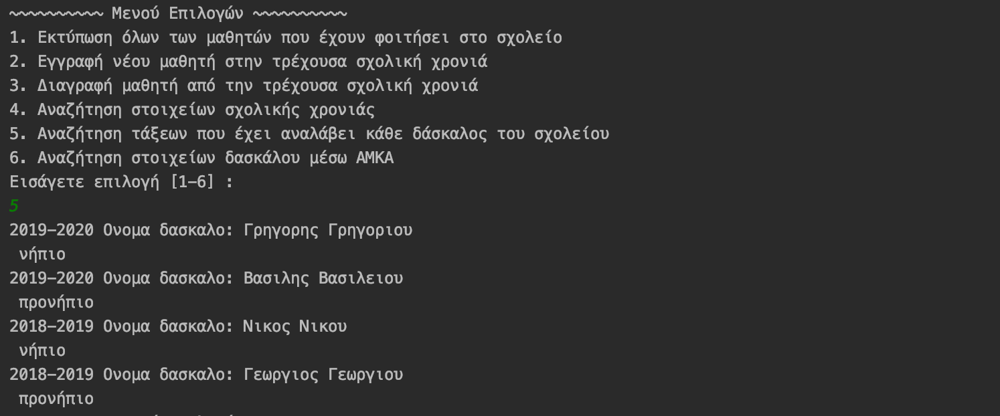 ~~~~~~~~~~ Μενού Επιλογών ~~~~~~~~~~
1. Εκτύπωση όλων των μαθητών που έχουν φοιτήσει στο σχολείο
2. Εγγραφή νέου μαθητή στην τρέχουσα σχολική χρονιά
3. Διαγραφή μαθητή από την τρέχουσα σχολική χρονιά
4. Αναζήτηση στοιχείων σχολικής χρονιάς
5. Αναζήτηση τάξεων που έχει αναλάβει κάθε δάσκαλος του σχολείου
6. Αναζήτηση στοιχείων δασκάλου μέσω ΑΜΚΑ
Εισάγετε επιλογή [1-6] :
5
2019-2020 Ονομα δασκαλο: Γρηγορης Γρηγοριου
νήπιο
2019-2020 Ονομα δασκαλο: Βασιλης Βασιλειου
προνήπιο
2018-2019 Ονομα δασκαλο: Νικος Νικου
νήπιο
2018-2019 Ονομα δασκαλο: Γεωργιος Γεωργιου
προνήπιο